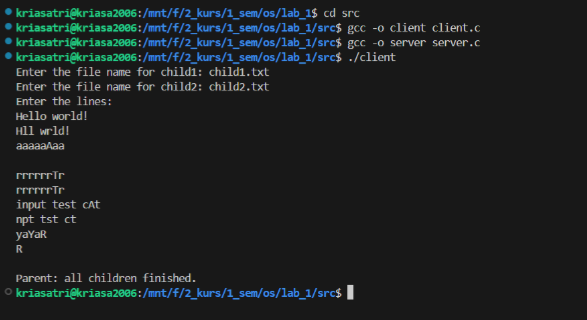 kriasatri@kriasa2006:/mnt/f/2_kurs/1_sem/os/lab_1$ cd src
kriasatri@kriasa2006:/mnt/f/2_kurs/1_sem/os/lab_1/src$ gcc -o client client.c
kriasatri@kriasa2006:/mnt/f/2_kurs/1_sem/os/lab_1/src$ gcc -o server server.c
kriasatri@kriasa2006:/mnt/f/2_kurs/1_sem/os/lab_1/src$ ./client
Enter the file name for child1: child1.txt
Enter the file name for child2: child2.txt
Enter the lines:
Hello world!
Hll wrld!
aaaaaAaa
rrrrrrTr
rrrrrrTr
input test cAt
npt tst ct
yaYaR
R
Parent: all children finished.
kriasatri@kriasa2006:/mnt/f/2_kurs/1_sem/os/lab_1/src$